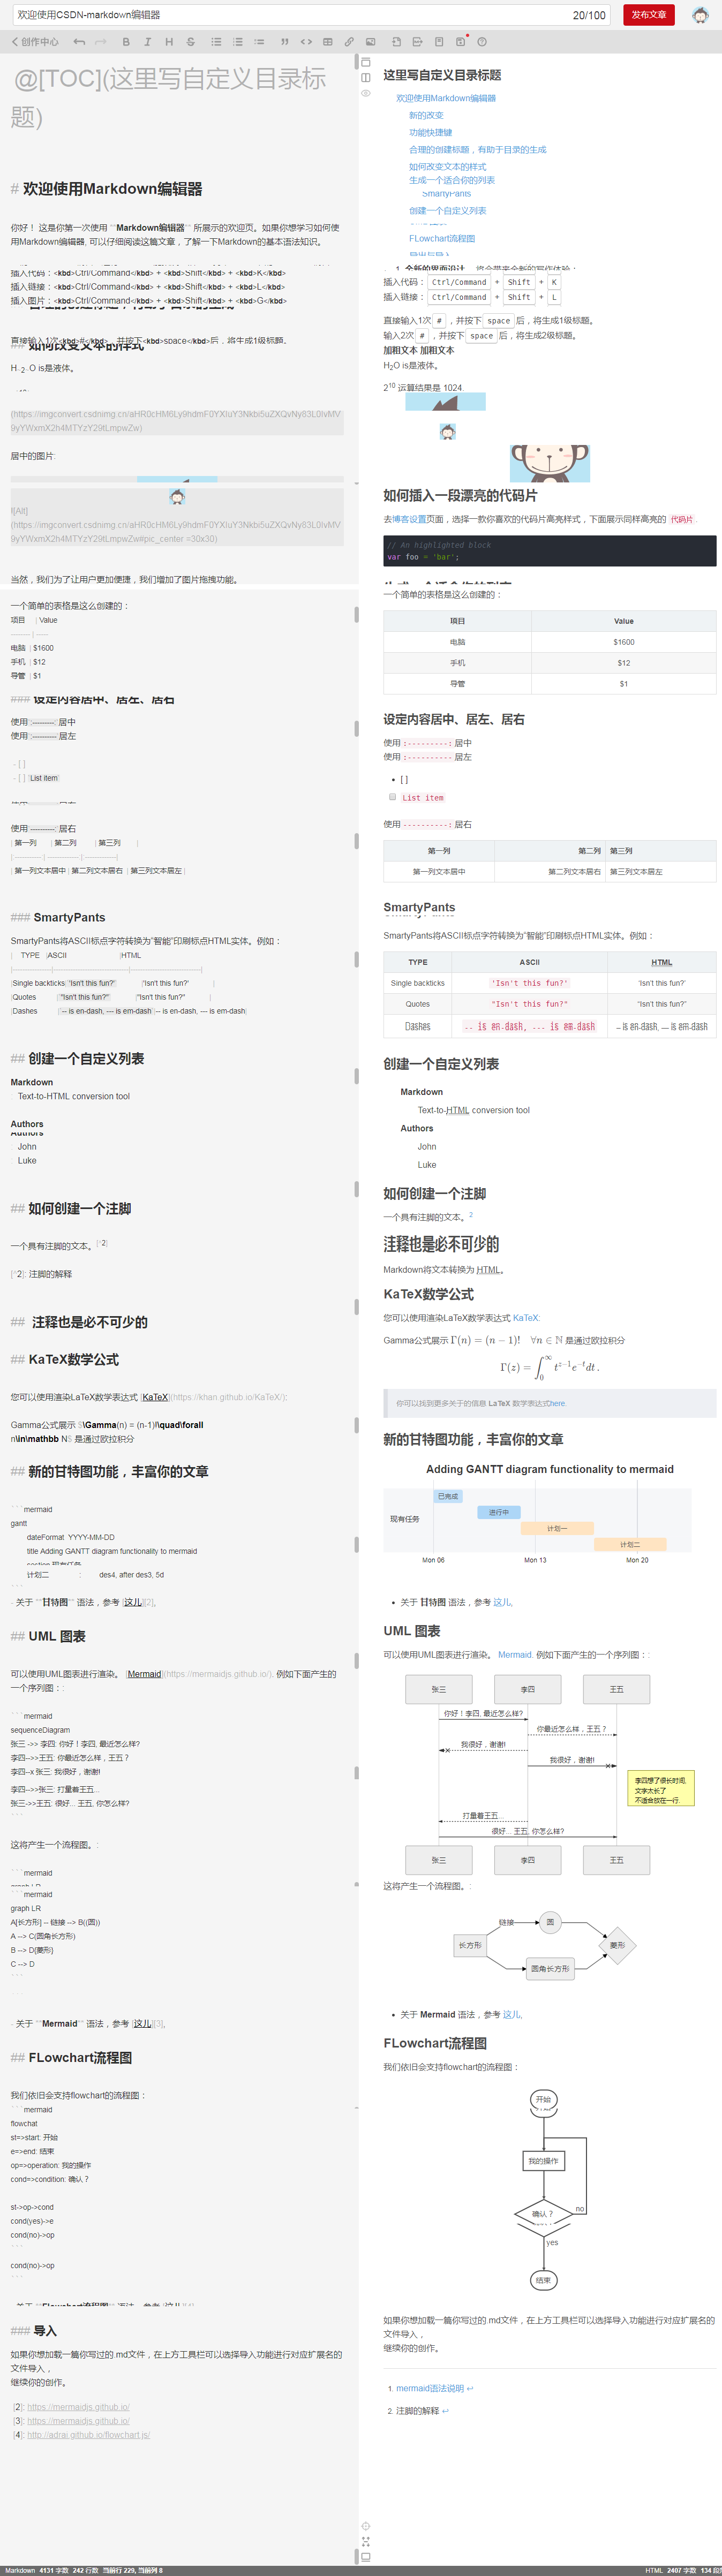 欢迎使用CSDN-markdown编辑器
20/100
发布文章
创作中心
@[TOC](这里写自定义目录标
题)
# 欢迎使用Markdown编辑器
你好！ 这是你第一次使用 **Markdown编辑器** 所展示的欢迎页。如果你想学习如何使
用Markdown编辑器, 可以仔细阅读这篇文章，了解一下Markdown的基本语法知识。
插入代码：<kbd>Ctrl/Command</kbd> + <kbd>Shift</kbd> + <kbd>K</kbd>
插入链接：<kbd>Ctrl/Command</kbd> + <kbd>Shift</kbd> + <kbd>L</kbd>
插入图片：<kbd>Ctrl/Command</kbd> + <kbd>Shift</kbd> + <kbd>G</kbd>
直接输入1次<kbd>#</kbd>，并按下<kbd>space</kbd>后，将生成1级标题。
## 如何改变文本的样式
H~2~O is是液体。
居中的图片:
当然，我们为了让用户更加便捷，我们增加了图片拖拽功能。
一个简单的表格是这么创建的：
项目 | Value
-------- | -----
电脑 | $1600
手机 | $12
导管 | $1
### 设定内容居中、居左、居右
使用`:---------:`居中
使用`:----------`居左
- [ ]
- [ ] `List item`
使用`----------:`居右
| 第一列 | 第二列 | 第三列 |
|:-----------:| -------------:|:-------------|
| 第一列文本居中 | 第二列文本居右 | 第三列文本居左 |
### SmartyPants
SmartyPants将ASCII标点字符转换为“智能”印刷标点HTML实体。例如：
| TYPE |ASCII |HTML
|Single backticks|`'Isn't this fun?'` |'Isn't this fun?' |
|Quotes |`"Isn't this fun?"` |"Isn't this fun?" |
|Dashes |`-- is en-dash, --- is em-dash`|-- is en-dash, --- is em-dash|
## 创建一个自定义列表
Markdown
: Text-to-HTML conversion tool
Authors
: John
: Luke
## 如何创建一个注脚
一个具有注脚的文本。[^2]
[^2]: 注脚的解释
## 注释也是必不可少的
## KaTeX数学公式
您可以使用渲染LaTeX数学表达式 [KaTeX](https://khan.github.io/KaTeX/):
Gamma公式展示 $\Gamma(n) = (n-1)!\quad\forall
n\in\mathbb N$ 是通过欧拉积分
## 新的甘特图功能，丰富你的文章
```mermaid
gantt
dateFormat YYYY-MM-DD
title Adding GANTT diagram functionality to mermaid
section 现有任务
计划二 : des4, after des3, 5d
```
- 关于 **甘特图** 语法，参考 [这儿][2],
## UML 图表
可以使用UML图表进行渲染。 [Mermaid](https://mermaidjs.github.io/). 例如下面产生的
一个序列图：:
```mermaid
sequenceDiagram
张三 ->> 李四: 你好！李四, 最近怎么样?
李四-->>王五: 你最近怎么样，王五？
李四--x 张三: 我很好，谢谢!
李四-->>张三: 打量着王五...
张三->>王五: 很好... 王五, 你怎么样?
```
这将产生一个流程图。:
```mermaid
```mermaid
graph LR
A[长方形] -- 链接 --> B((圆))
A --> C(圆角长方形)
B --> D{菱形}
C --> D
```
- 关于 **Mermaid** 语法，参考 [这儿][3],
## FLowchart流程图
我们依旧会支持flowchart的流程图：
```mermaid
flowchat
st=>start: 开始
e=>end: 结束
op=>operation: 我的操作
cond=>condition: 确认？
st->op->cond
cond(yes)->e
cond(no)->op
```
cond(no)->op
```
### 导入
如果你想加载一篇你写过的.md文件，在上方工具栏可以选择导入功能进行对应扩展名的
文件导入，
继续你的创作。
[2]: https://mermaidjs.github.io/
[3]: https://mermaidjs.github.io/
[4]: http://adrai.github.io/flowchart.js/
这里写自定义目录标题
欢迎使用Markdown编辑器
新的改变
功能快捷键
合理的创建标题，有助于目录的生成
如何改变文本的样式
生成一个适合你的列表
SmartyPants
创建一个自定义列表
FLowchart流程图
插入代码：Ctrl/Command + Shift + K
插入链接：Ctrl/Command + Shift + L
直接输入1次 # ，并按下 space 后，将生成1级标题。
输入2次 # ，并按下 space 后，将生成2级标题。
加粗文本 加粗文本
H2O is是液体。
2^10 运算结果是 1024.
如何插入一段漂亮的代码片
去博客设置页面，选择一款你喜欢的代码片高亮样式，下面展示同样高亮的 代码片 .
// An highlighted block
var foo = 'bar';
一个简单的表格是这么创建的：
项目 Value
电脑 $1600
手机 $12
导管 $1
设定内容居中、居左、居右
使用 :---------: 居中
使用 :---------- 居左
[ ]
List item
使用 ----------: 居右
第一列 第二列 第三列
第一列文本居中 第二列文本居右 第三列文本居左
SmartyPants
SmartyPants将ASCII标点字符转换为“智能”印刷标点HTML实体。例如：
TYPE ASCII HTML
Single backticks 'Isn't this fun?' ‘Isn’t this fun?’
Quotes "Isn't this fun?" “Isn’t this fun?”
Dashes -- is en-dash, --- is em-dash – is en-dash, — is em-dash
创建一个自定义列表
Markdown
Text-to-HTML conversion tool
Authors
John
Luke
如何创建一个注脚
一个具有注脚的文本。2
注释也是必不可少的
Markdown将文本转换为 HTML。
KaTeX数学公式
您可以使用渲染LaTeX数学表达式 KaTeX:
Gamma公式展示 Γ(n) = (n − 1)! ∀n ∈ ℕ 是通过欧拉积分
Γ(z) = ∫0^∞ t^(z−1) e^(−t) dt .
你可以找到更多关于的信息 LaTeX 数学表达式here.
新的甘特图功能，丰富你的文章
Adding GANTT diagram functionality to mermaid
已完成
进行中
现有任务
计划一
计划二
Mon 06 Mon 13 Mon 20
关于 甘特图 语法，参考 这儿,
UML 图表
可以使用UML图表进行渲染。 Mermaid. 例如下面产生的一个序列图：:
张三 李四 王五
你好！李四, 最近怎么样?
你最近怎么样，王五？
我很好，谢谢!
我很好，谢谢!
李四想了很长时间,
文字太长了
不适合放在一行.
打量着王五...
很好... 王五, 你怎么样?
张三 李四 王五
这将产生一个流程图。:
链接
圆
长方形
菱形
圆角长方形
关于 Mermaid 语法，参考 这儿,
FLowchart流程图
我们依旧会支持flowchart的流程图：
开始
我的操作
确认？
no
yes
结束
如果你想加载一篇你写过的.md文件，在上方工具栏可以选择导入功能进行对应扩展名的
文件导入，
继续你的创作。
1. mermaid语法说明 ↩
2. 注脚的解释 ↩
Markdown 4131 字数 242 行数 当前行 229, 当前列 8
HTML 2407 字数 134 段